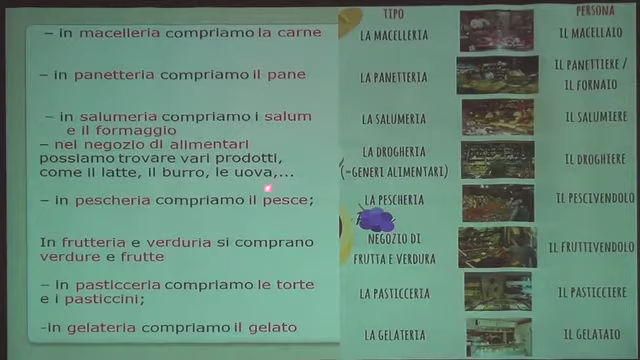 – in macelleria compriamo la carne
– in panetteria compriamo il pane
– in salumeria compriamo i salum
e il formaggio
– nel negozio di alimentari
possiamo trovare vari prodotti,
come il latte, il burro, le uova,...
– in pescheria compriamo il pesce;
In frutteria e verduria si comprano
verdure e frutte
– in pasticceria compriamo le torte
e i pasticcini;
-in gelateria compriamo il gelato
TIPO
PERSONA
LA MACELLERIA
IL MACELLAIO
LA PANETTERIA
IL PANETTIERE /
IL FORNAIO
LA SALUMERIA
IL SALUMIERE
LA DROGHERIA
(-GENERI ALIMENTARI)
IL DROGHIERE
LA PESCHERIA
IL PESCIVENDOLO
NEGOZIO DI
FRUTTA E VERDURA
IL FRUTTIVENDOLO
LA PASTICCERIA
IL PASTICCIERE
LA GELATERIA
IL GELATAIO